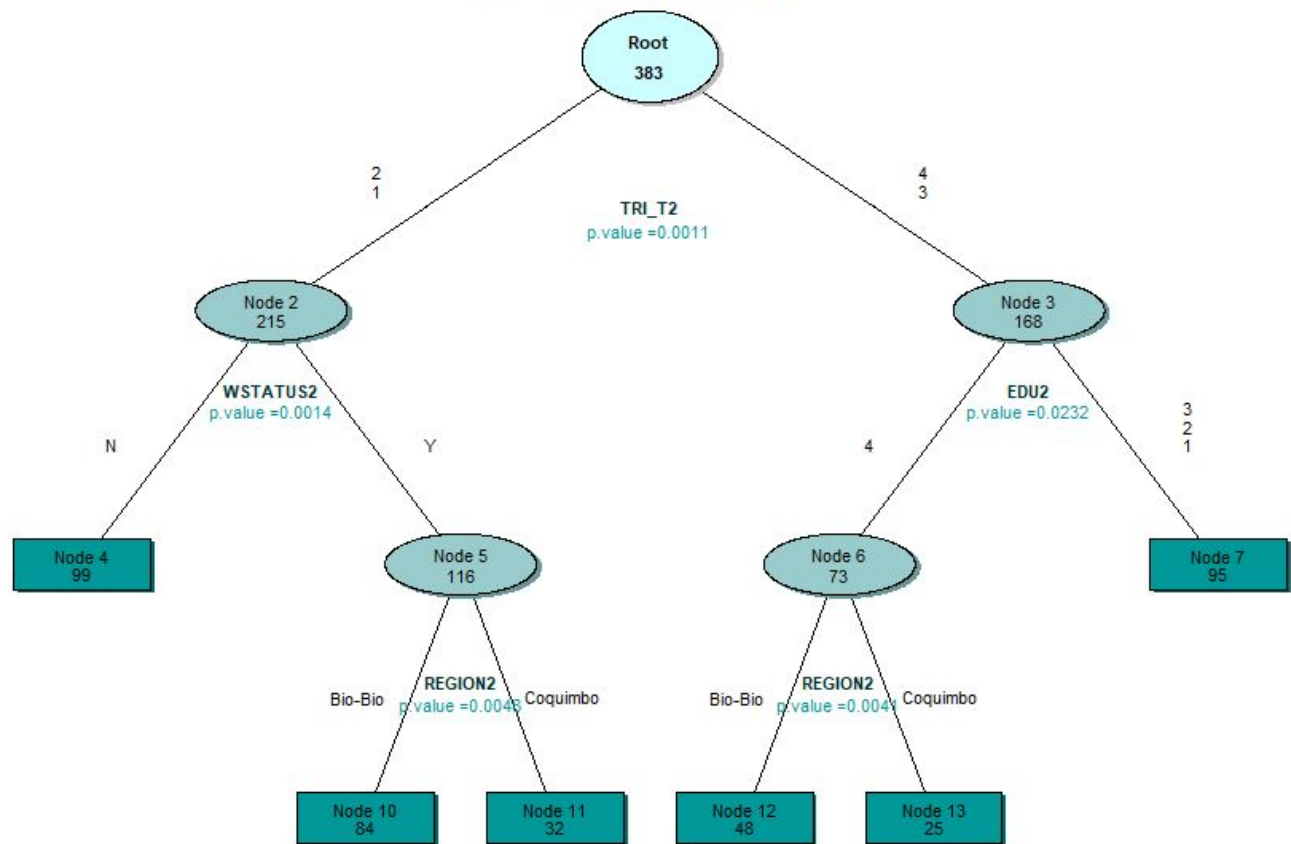 Root
383
2
1
4
3
TRI_T2
p.value =0.0011
Node 2
215
Node 3
168
WSTATUS2
p.value =0.0014
EDU2
p.value =0.0232
N
Y
4
3
2
1
Node 4
99
Node 5
116
Node 6
73
Node 7
95
Bio-Bio
REGION2
p.value =0.0043
Coquimbo
Bio-Bio
REGION2
p.value =0.0041
Coquimbo
Node 10
84
Node 11
32
Node 12
48
Node 13
25